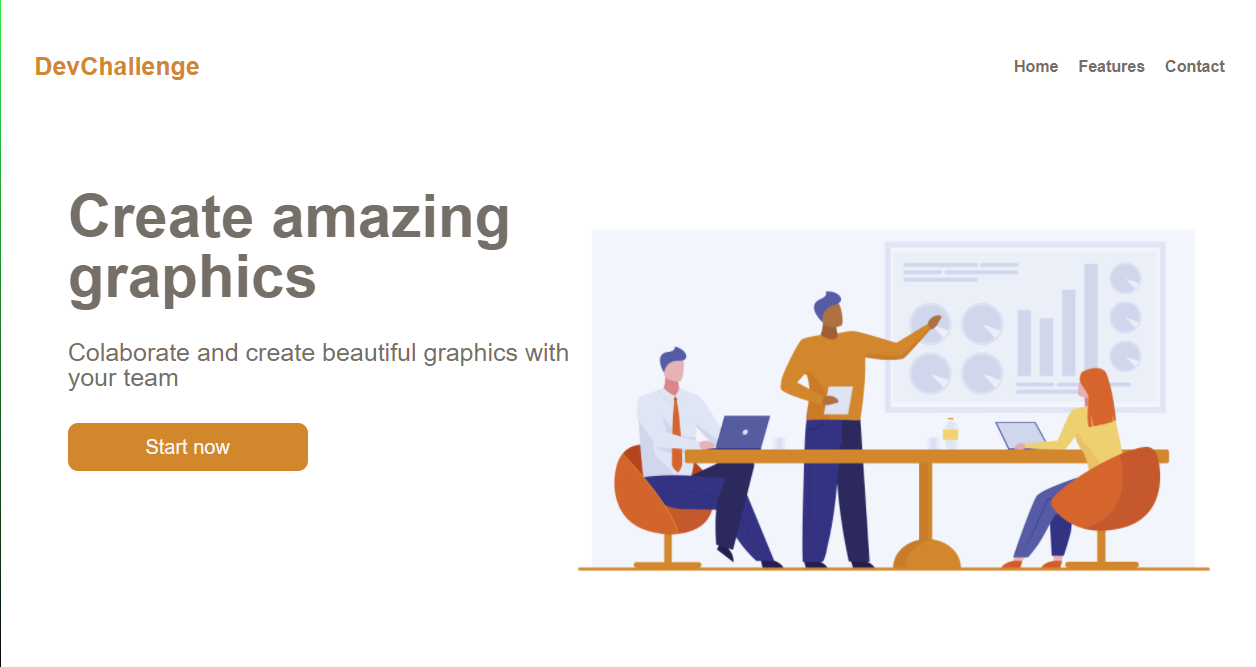 DevChallenge
Home Features Contact
Create amazing
graphics
Colaborate and create beautiful graphics with
your team
Start now